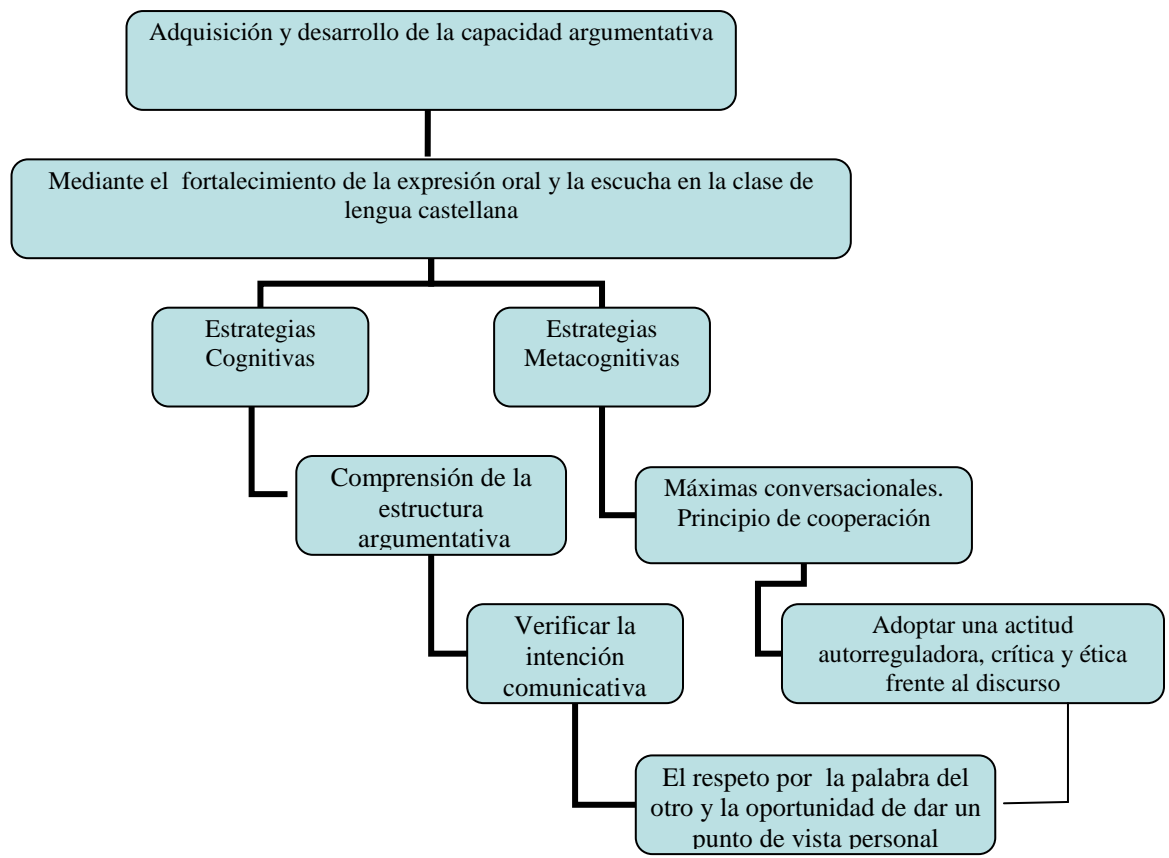 Adquisición y desarrollo de la capacidad argumentativa
Mediante el fortalecimiento de la expresión oral y la escucha en la clase de
lengua castellana
Estrategias
Cognitivas
Estrategias
Metacognitivas
Comprensión de la
estructura
argumentativa
Máximas conversacionales.
Principio de cooperación
Verificar la
intención
comunicativa
Adoptar una actitud
autorreguladora, crítica y ética
frente al discurso
El respeto por la palabra del
otro y la oportunidad de dar un
punto de vista personal